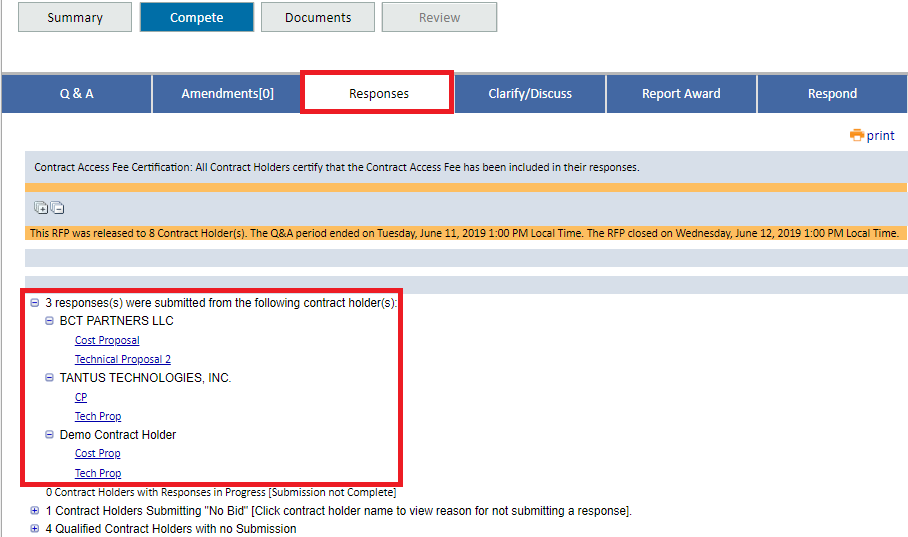 Summary Compete Documents Review
Q & A Amendments[0] Responses Clarify/Discuss Report Award Respond
print
Contract Access Fee Certification: All Contract Holders certify that the Contract Access Fee has been included in their responses.
This RFP was released to 8 Contract Holder(s). The Q&A period ended on Tuesday, June 11, 2019 1:00 PM Local Time. The RFP closed on Wednesday, June 12, 2019 1:00 PM Local Time.
3 responses(s) were submitted from the following contract holder(s):
BCT PARTNERS LLC
Cost Proposal
Technical Proposal 2
TANTUS TECHNOLOGIES, INC.
CP
Tech Prop
Demo Contract Holder
Cost Prop
Tech Prop
0 Contract Holders with Responses in Progress [Submission not Complete]
1 Contract Holders Submitting "No Bid" [Click contract holder name to view reason for not submitting a response].
4 Qualified Contract Holders with no Submission